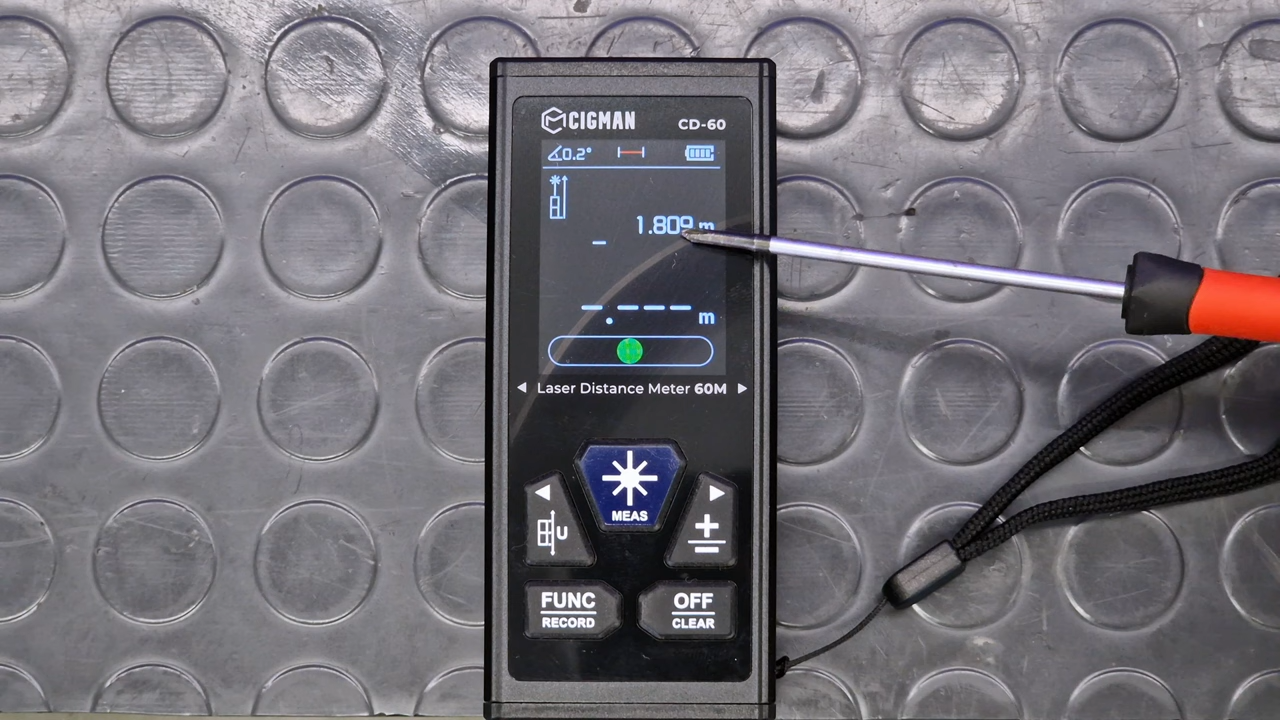 CIGMAN
CD-60
0.2°
1.809 m
-
-.--- m
Laser Distance Meter 60M
MEAS
U
+
FUNC
RECORD
OFF
CLEAR